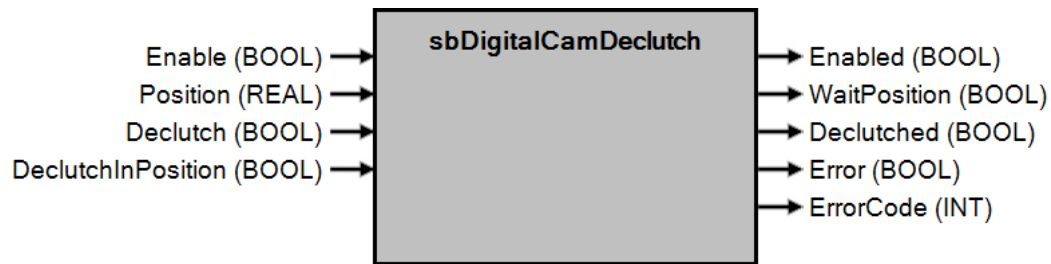 sbDigitalCamDeclutch
Enable (BOOL)
Position (REAL)
Declutch (BOOL)
DeclutchInPosition (BOOL)
Enabled (BOOL)
WaitPosition (BOOL)
Declutched (BOOL)
Error (BOOL)
ErrorCode (INT)